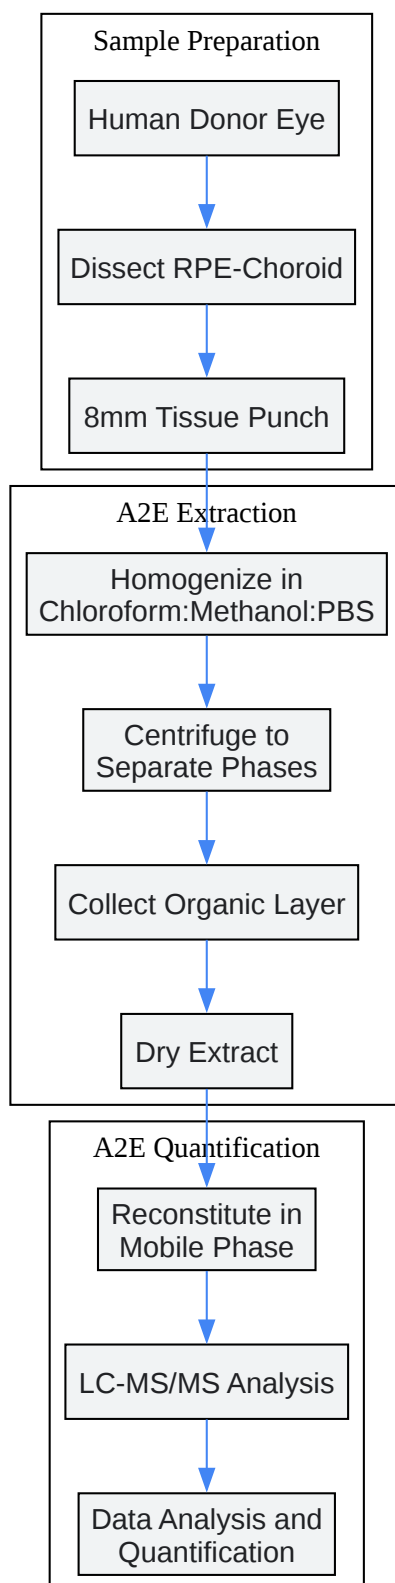 Sample Preparation
Human Donor Eye
Dissect RPE-Choroid
8mm Tissue Punch
A2E Extraction
Homogenize in
Chloroform:Methanol:PBS
Centrifuge to
Separate Phases
Collect Organic Layer
Dry Extract
A2E Quantification
Reconstitute in
Mobile Phase
LC-MS/MS Analysis
Data Analysis and
Quantification